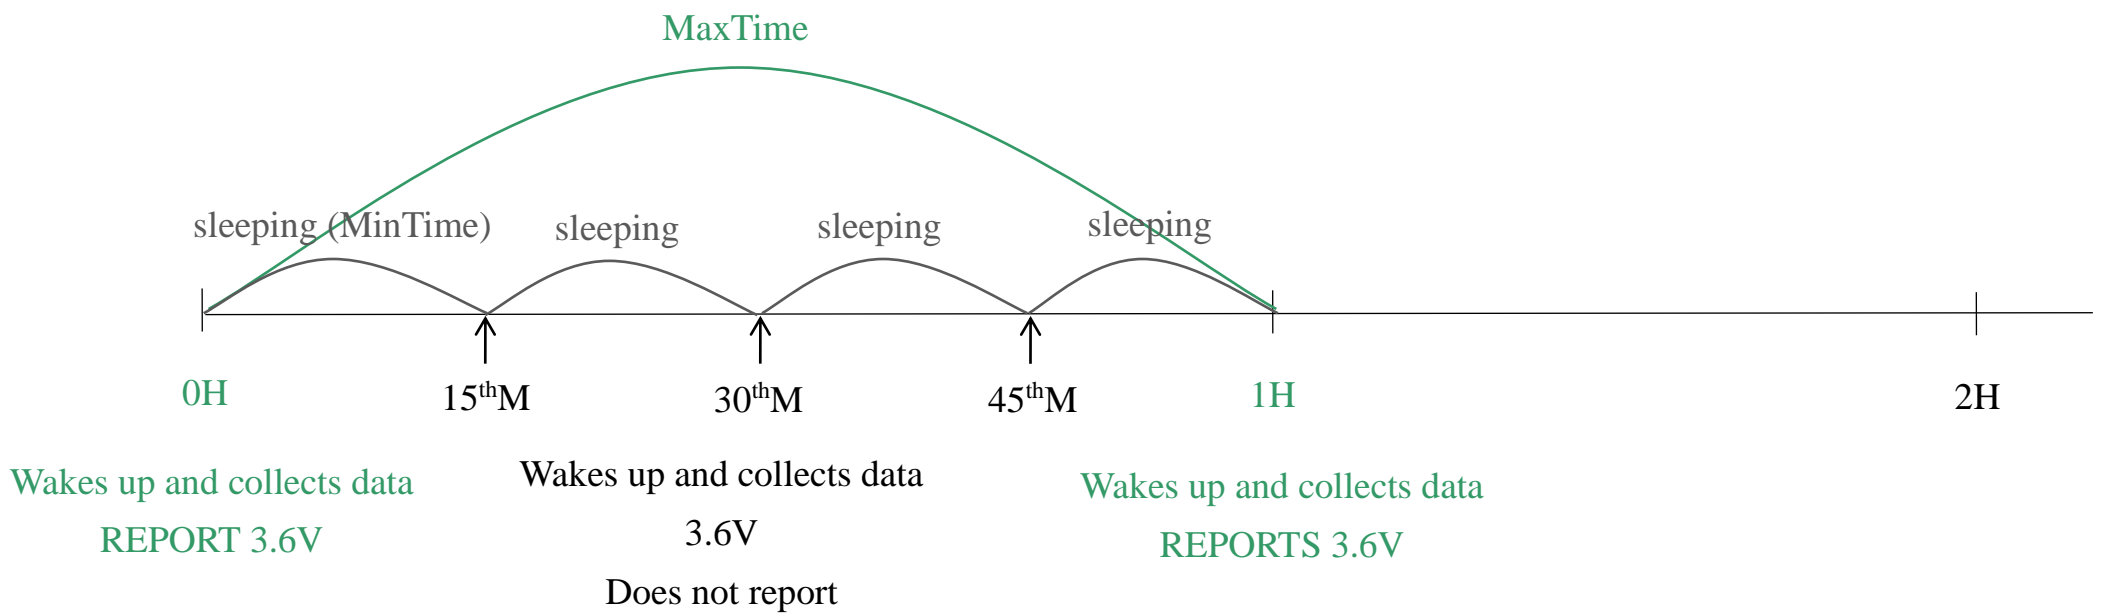 MaxTime
sleeping (MinTime)
sleeping
sleeping
sleeping
0H
15thM
30thM
45thM
1H
2H
Wakes up and collects data
REPORT 3.6V
Wakes up and collects data
3.6V
Does not report
Wakes up and collects data
REPORTS 3.6V